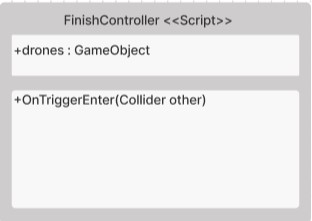 FinishController <<Script>>
+drones : GameObject
+OnTriggerEnter(Collider other)